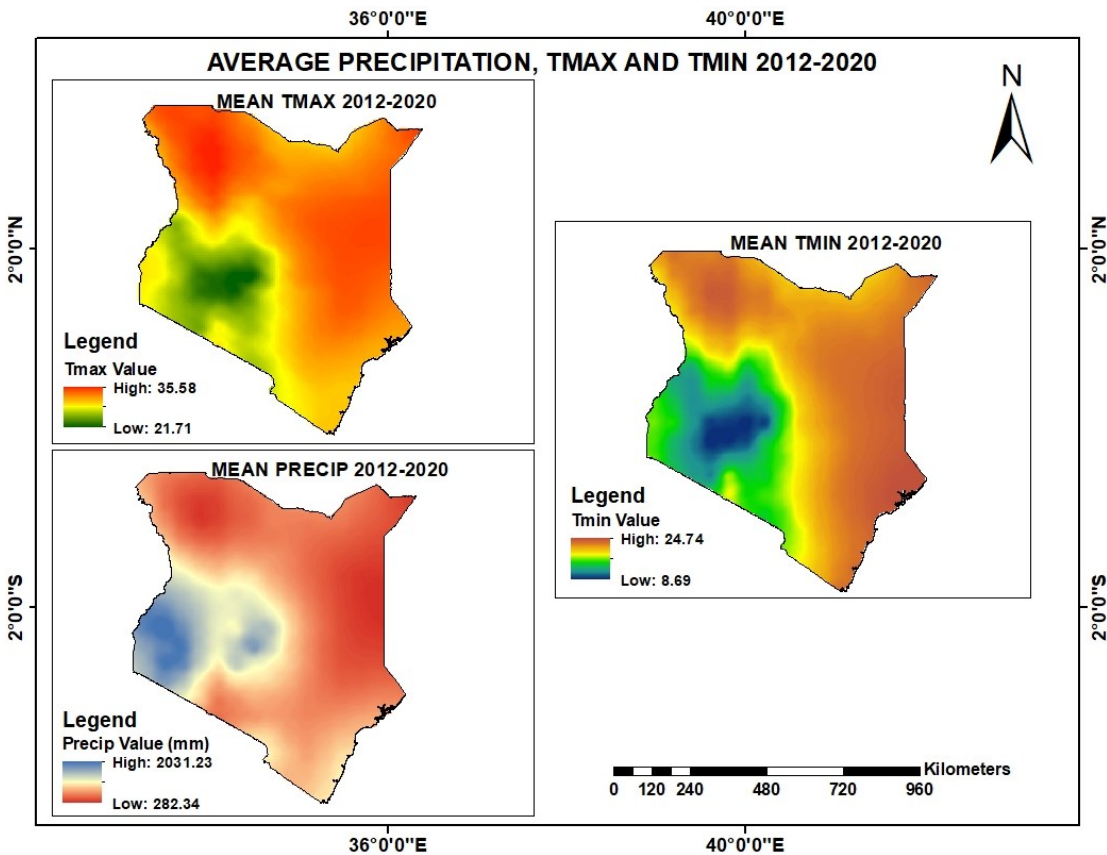 36°0'0"E 40°0'0"E
AVERAGE PRECIPITATION, TMAX AND TMIN 2012-2020
N
MEAN TMAX 2012-2020
2°0'0"N
2°0'0"N
Legend
Tmax Value
High: 35.58
Low: 21.71
MEAN TMIN 2012-2020
Legend
Tmin Value
High: 24.74
Low: 8.69
MEAN PRECIP 2012-2020
2°0'0"S
2°0'0"S
Legend
Precip Value (mm)
High: 2031.23
Low: 282.34
Kilometers
0 120 240 480 720 960
36°0'0"E 40°0'0"E